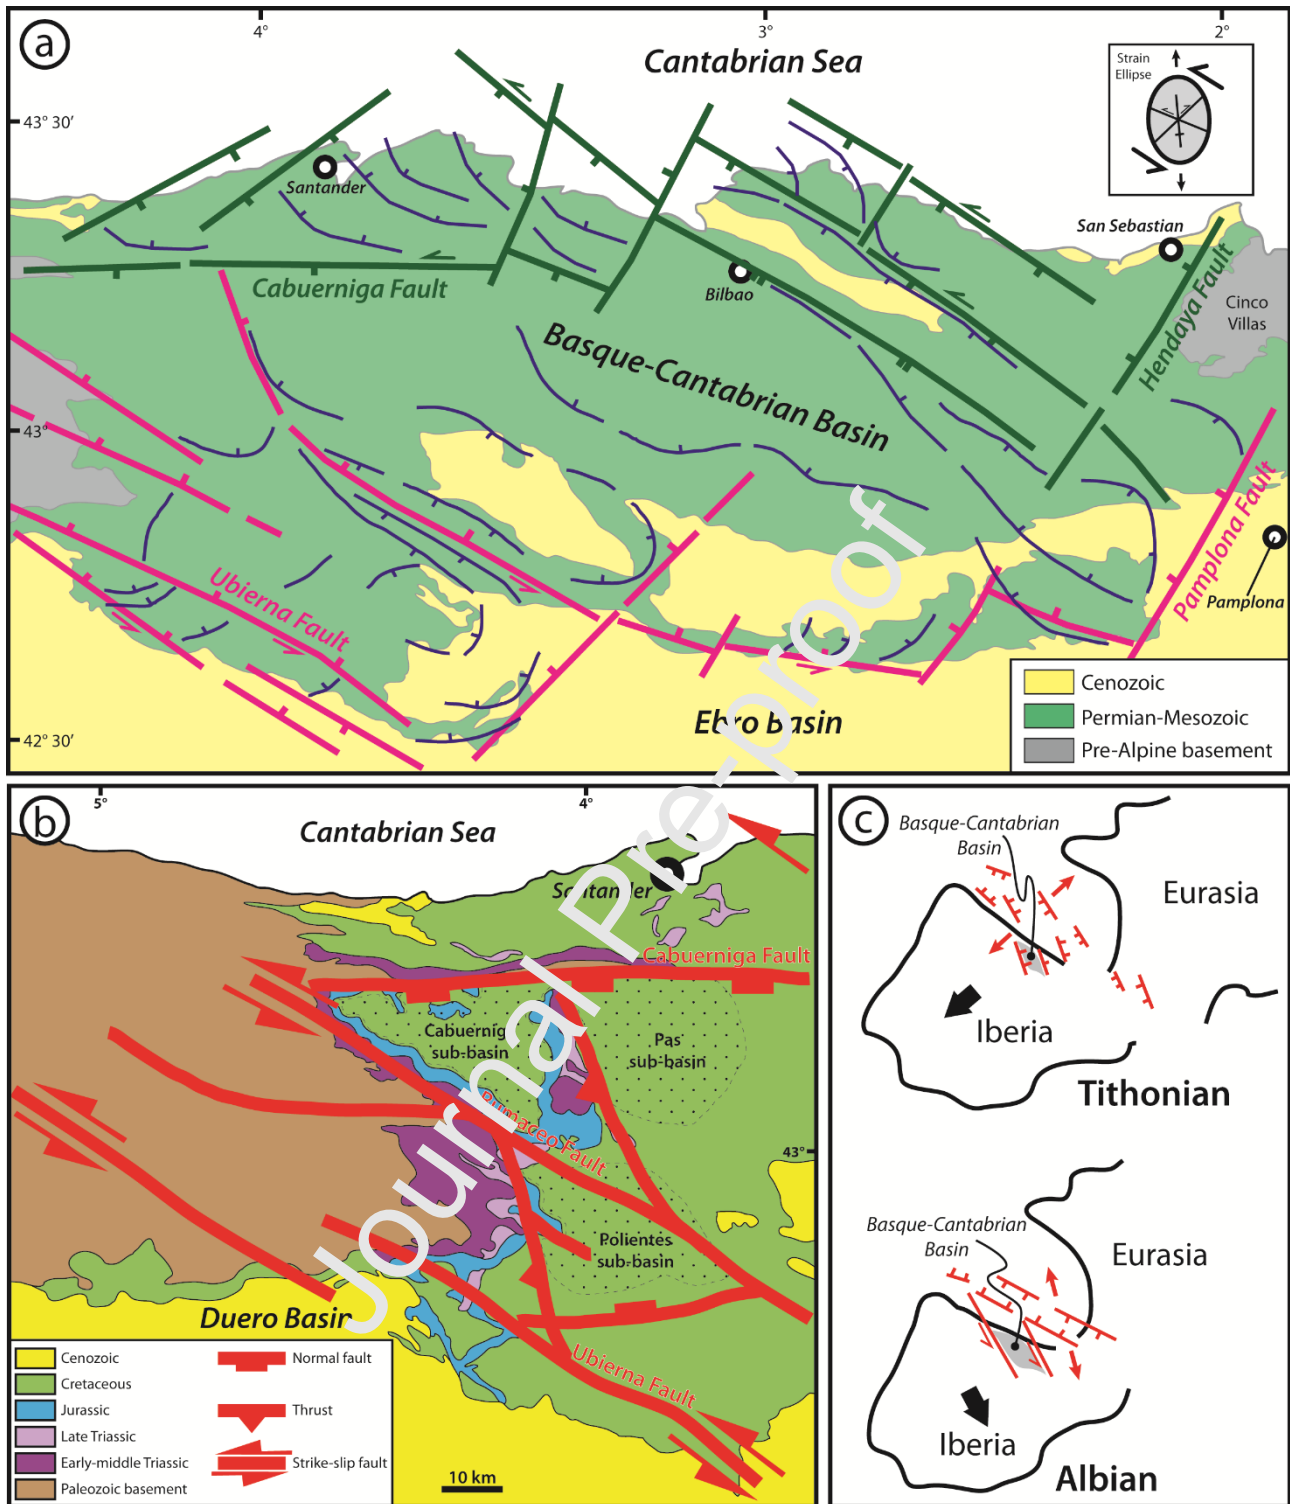 a
4°
3°
2°
Cantabrian Sea
Strain
Ellipse
43° 30′
Santander
San Sebastian
Cabuerniga Fault
Bilbao
Hendaya Fault
Cinco
Villas
Basque-Cantabrian Basin
43°
Ubierna Fault
Pamplona Fault
Pamplona
Ebro Basin
42° 30′
Cenozoic
Permian-Mesozoic
Pre-Alpine basement
Journal Pre-proof
b
5°
4°
Cantabrian Sea
Santander
Cabuerniga Fault
Cabuernig
sub-basin
Pas
sub-basin
Rumaceo Fault
43°
Polientes
sub-basin
Duero Basin
Ubierna Fault
Cenozoic
Cretaceous
Jurassic
Late Triassic
Early-middle Triassic
Paleozoic basement
Normal fault
Thrust
Strike-slip fault
10 km
c
Basque-Cantabrian
Basin
Eurasia
Iberia
Tithonian
Basque-Cantabrian
Basin
Eurasia
Iberia
Albian